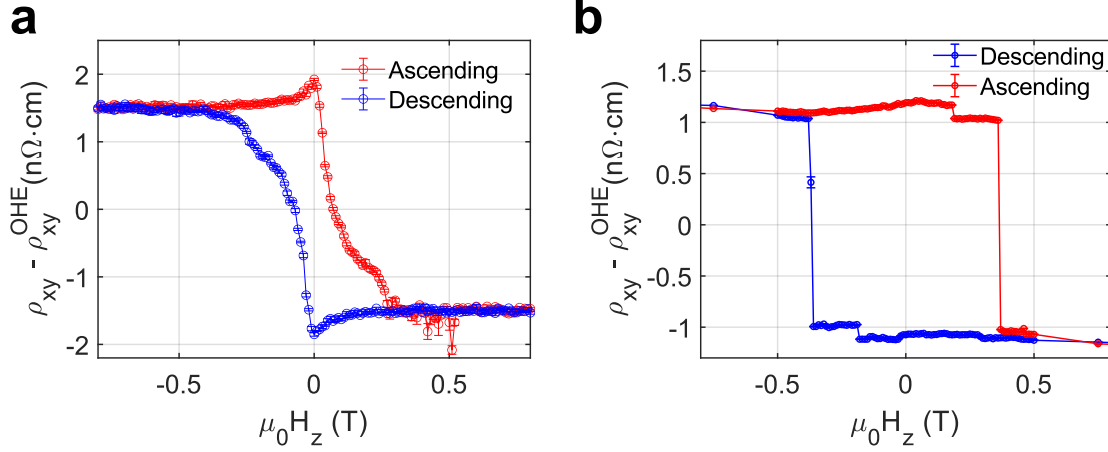 a
ρxy - ρxyOHE(nΩ·cm)
2
1
0
-1
-2
Ascending
Descending
-0.5
0
0.5
μ0Hz (T)
b
ρxy - ρxyOHE(nΩ·cm)
1.5
1
0.5
0
-0.5
-1
Descending
Ascending
-0.5
0
0.5
μ0Hz (T)